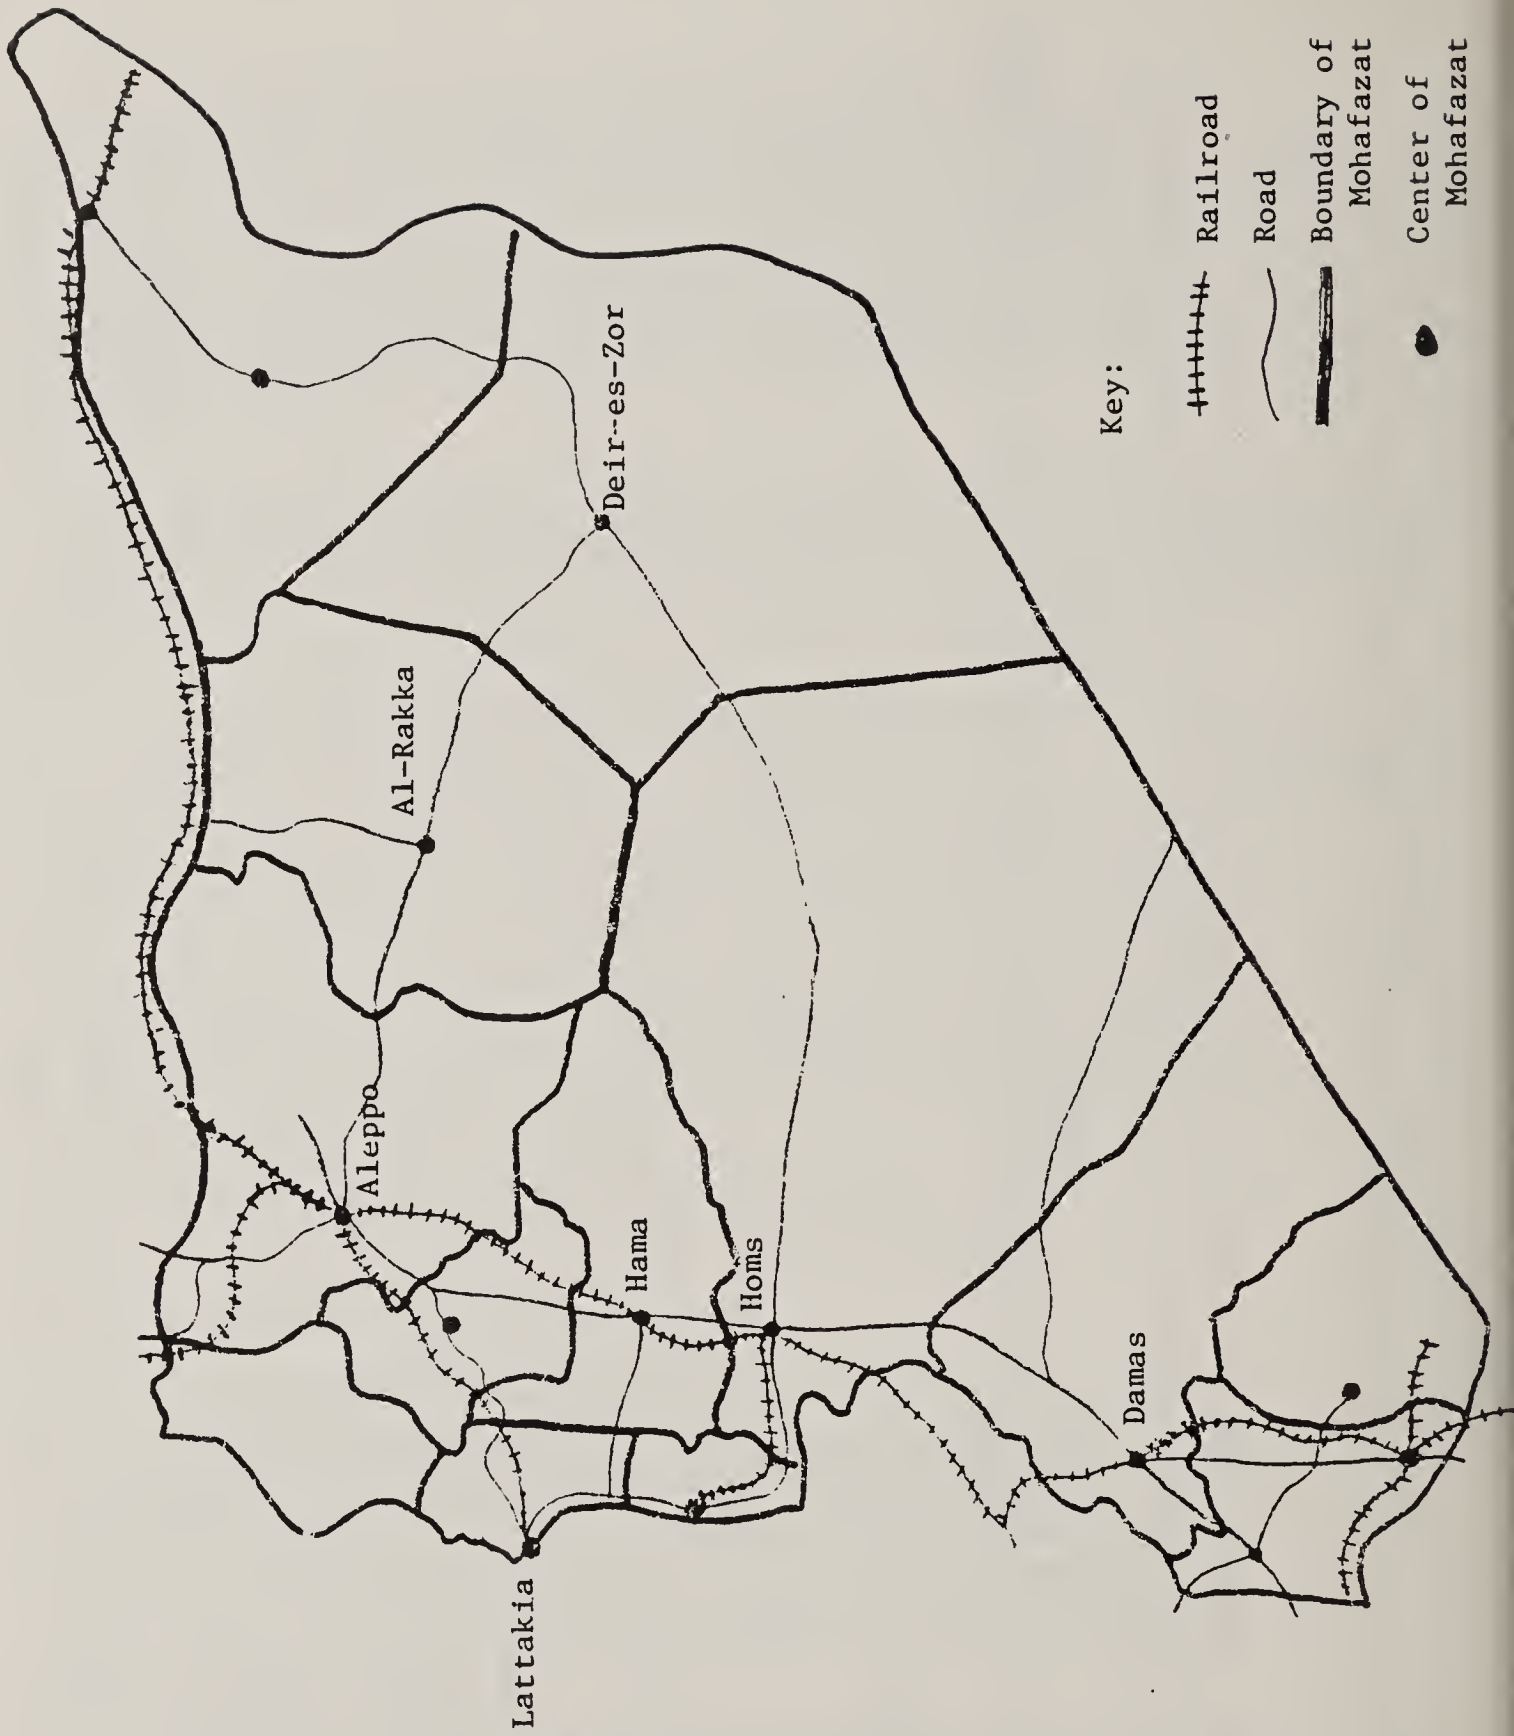 Lattakia
Aleppo
Al-Rakka
Deir--es-Zor
Hama
Homs
Damas
Key:
Railroad
Road
Boundary of
Mohafazat
Center of
Mohafazat